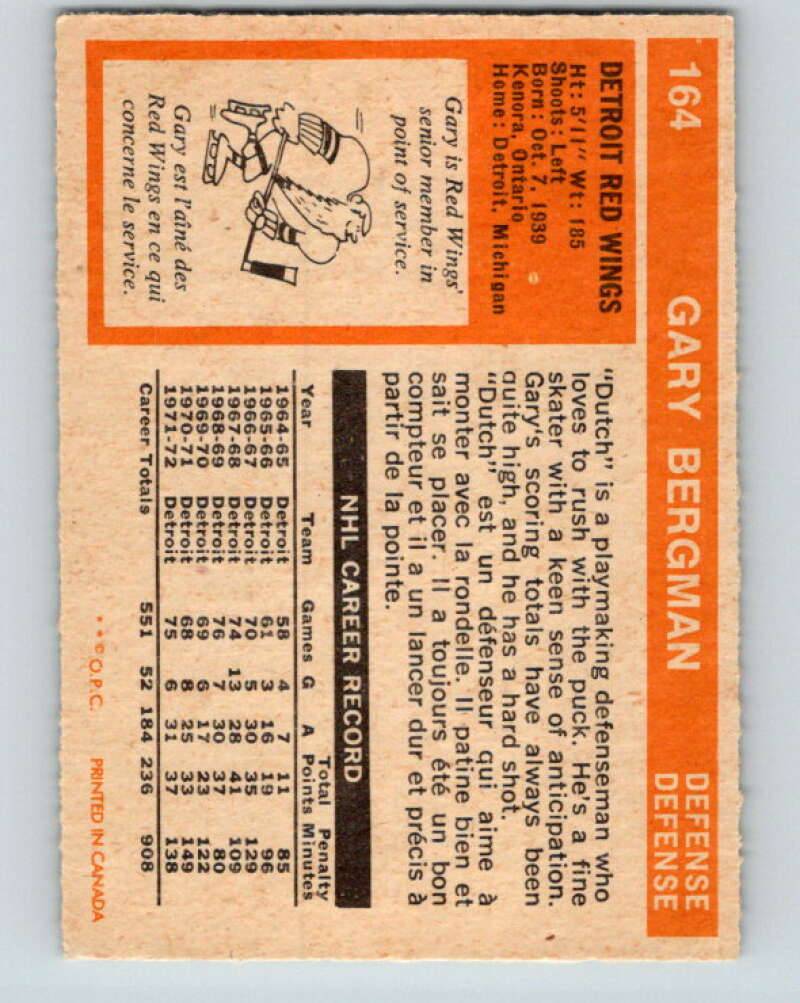 164 GARY BERGMAN DEFENSE
DEFENSE
DETROIT RED WINGS
Ht: 5'11" Wt: 185
Shoots: Left
Born: Oct. 7, 1939
Kenora, Ontario
Home: Detroit, Michigan
Gary is Red Wings'
senior member in
point of service.
Gary est l'aîné des
Red Wings en ce qui
concerne le service.
"Dutch" is a playmaking defenseman who
loves to rush with the puck. He's a fine
skater with a keen sense of anticipation.
Gary's scoring totals have always been
quite high, and he has a hard shot.
"Dutch" est un défenseur qui aime à
monter avec la rondelle. Il patine bien et
sait se placer. Il a toujours été un bon
compteur et il a un lancer dur et précis à
partir de la pointe.
NHL CAREER RECORD
Total Penalty
Year Team Games G A Points Minutes
1964-65 Detroit 58 4 7 11 85
1965-66 Detroit 61 3 16 19 96
1966-67 Detroit 70 5 30 35 129
1967-68 Detroit 74 13 28 41 109
1968-69 Detroit 76 7 30 37 80
1969-70 Detroit 69 6 17 23 122
1970-71 Detroit 68 8 25 33 149
1971-72 Detroit 75 6 31 37 138
Career Totals 551 52 184 236 908
* * © O.P.C. PRINTED IN CANADA